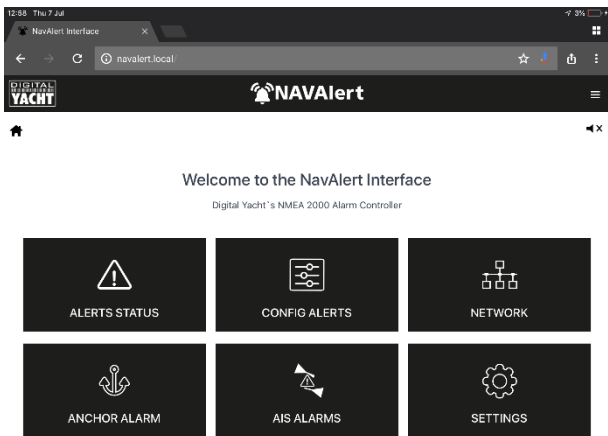 12:58 Thu 7 Jul
3%
NavAlert Interface
navalert.local/
DIGITAL
YACHT
NAVAlert
Welcome to the NavAlert Interface
Digital Yacht`s NMEA 2000 Alarm Controller
ALERTS STATUS
CONFIG ALERTS
NETWORK
ANCHOR ALARM
AIS ALARMS
SETTINGS